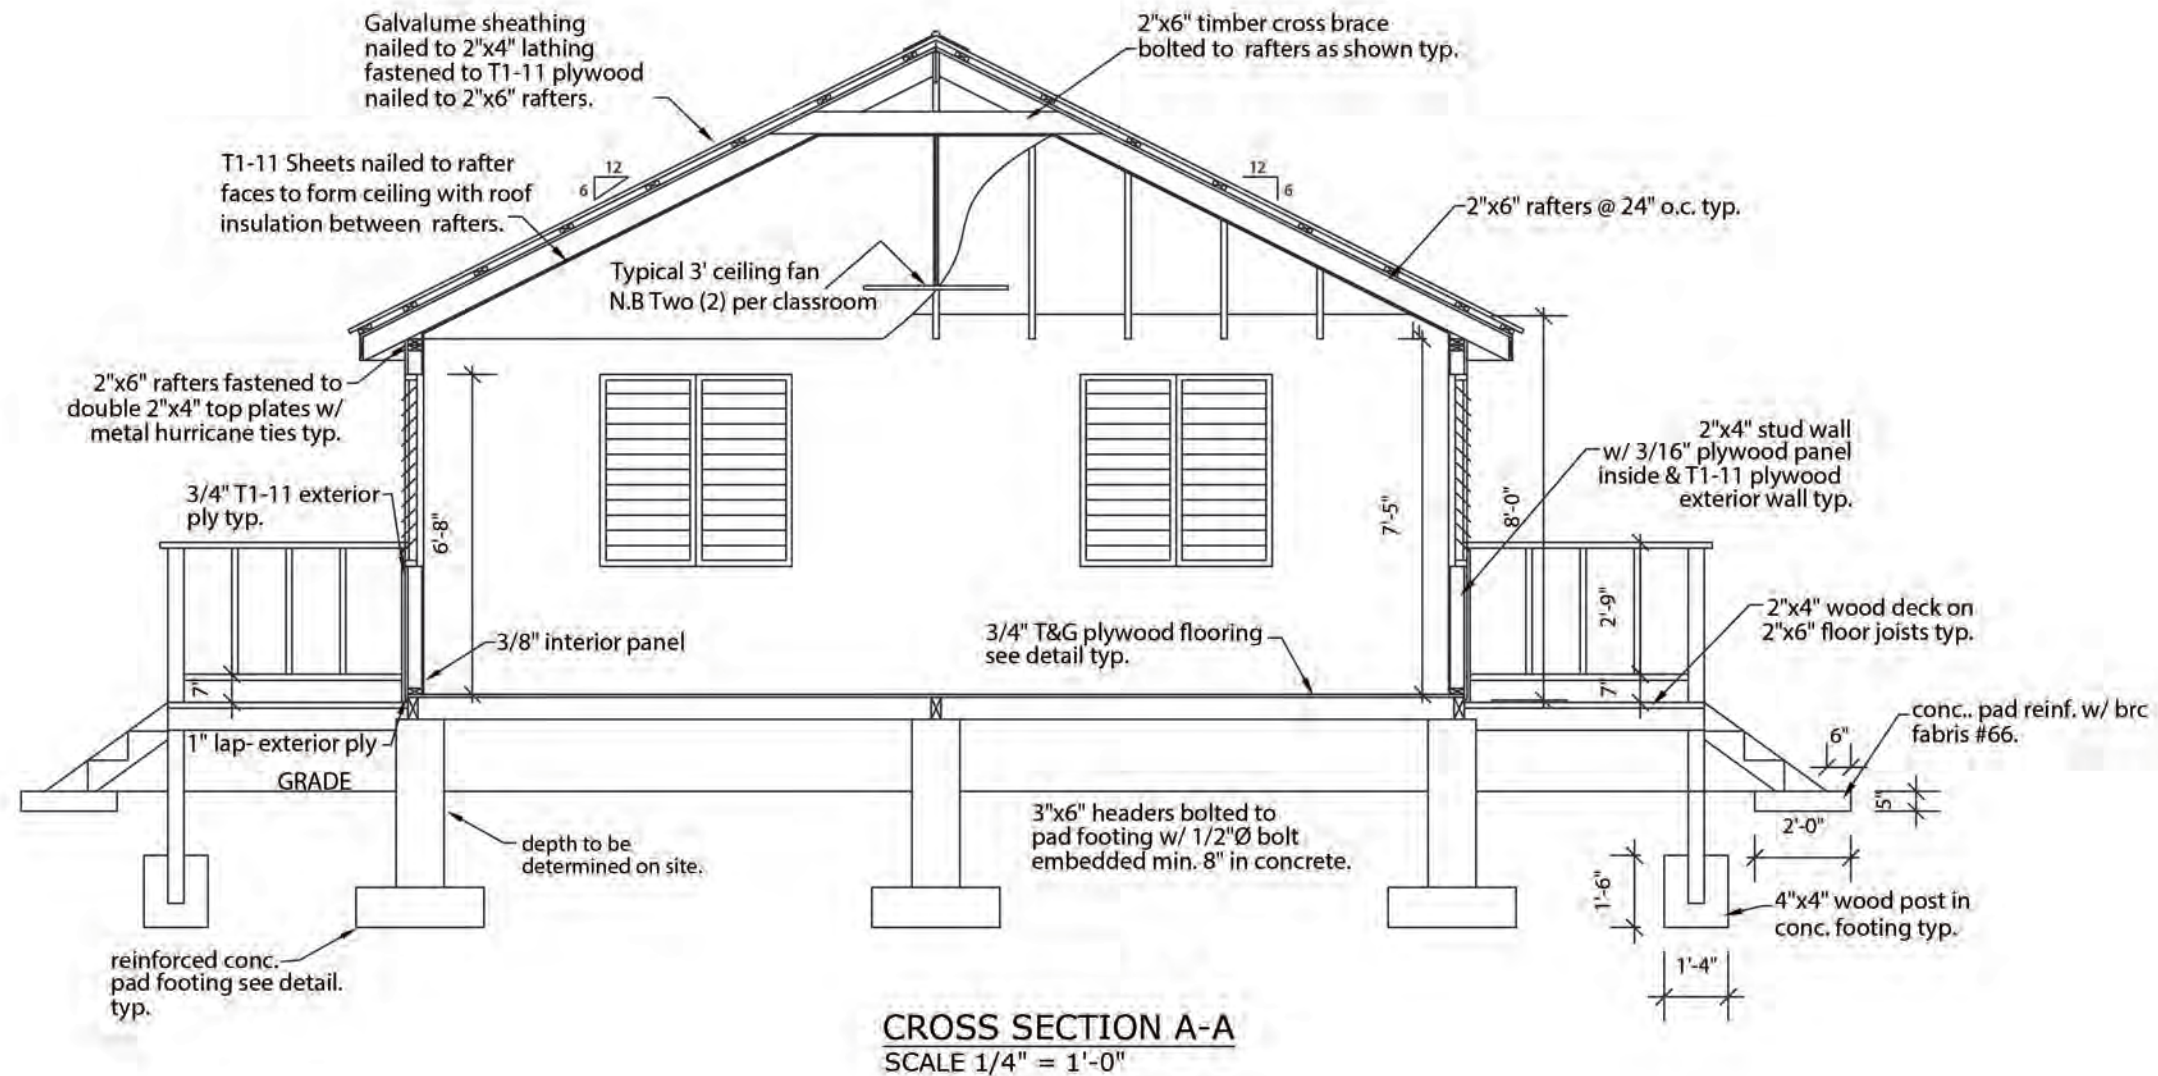 Galvalume sheathing
nailed to 2"x4" lathing
fastened to T1-11 plywood
nailed to 2"x6" rafters.
2"x6" timber cross brace
bolted to rafters as shown typ.
T1-11 Sheets nailed to rafter
faces to form ceiling with roof
insulation between rafters.
12
6
12
6
2"x6" rafters @ 24" o.c. typ.
Typical 3' ceiling fan
N.B Two (2) per classroom
2"x6" rafters fastened to
double 2"x4" top plates w/
metal hurricane ties typ.
2"x4" stud wall
w/ 3/16" plywood panel
inside & T1-11 plywood
exterior wall typ.
3/4" T1-11 exterior
ply typ.
6'-8"
7'-5"
8'-0"
2'-9"
7"
7"
3/8" interior panel
3/4" T&G plywood flooring
see detail typ.
2"x4" wood deck on
2"x6" floor joists typ.
conc.. pad reinf. w/ brc
fabris #66.
1" lap- exterior ply
GRADE
6"
5"
2'-0"
depth to be
determined on site.
3"x6" headers bolted to
pad footing w/ 1/2"Ø bolt
embedded min. 8" in concrete.
1'-6"
4"x4" wood post in
conc. footing typ.
1'-4"
reinforced conc.
pad footing see detail.
typ.
CROSS SECTION A-A
SCALE 1/4" = 1'-0"